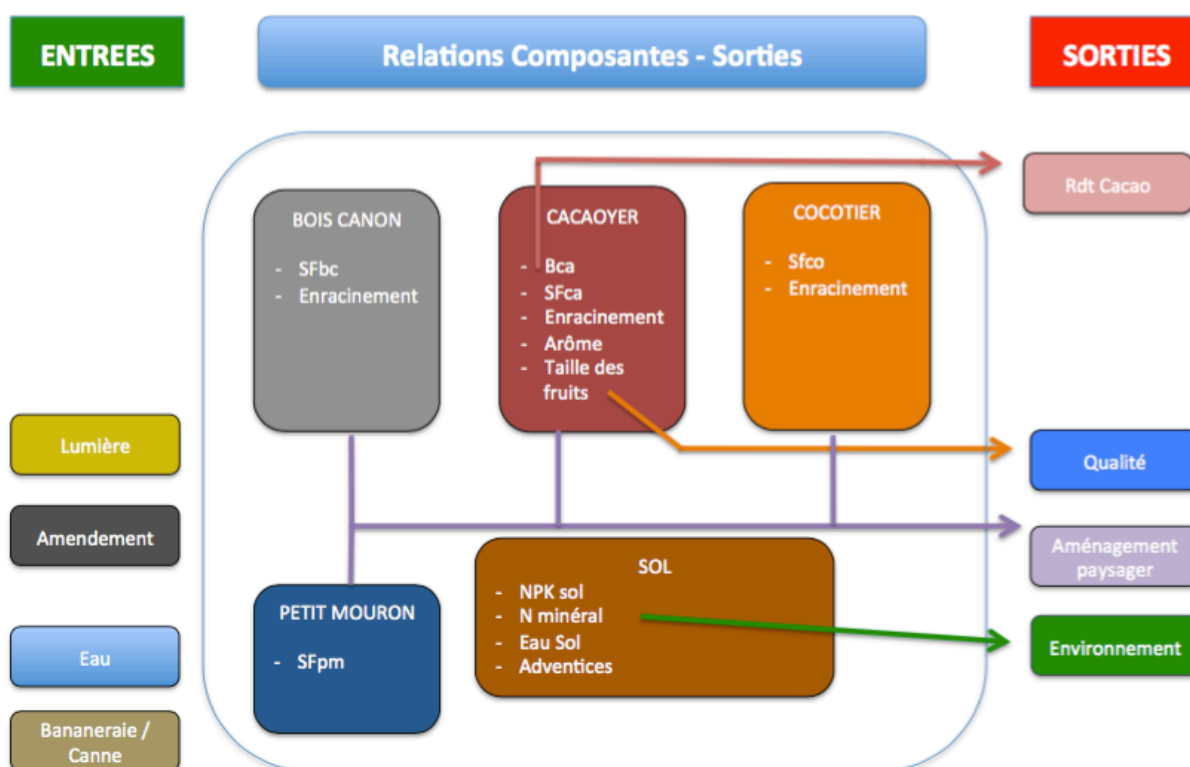 ENTREES
Relations Composantes - Sorties
SORTIES
BOIS CANON
- SFbc
- Enracinement
CACAOYER
- Bca
- SFca
- Enracinement
- Arôme
- Taille des
fruits
COCOTIER
- Sfco
- Enracinement
Rdt Cacao
Lumière
Qualité
Amendement
Aménagement
paysager
PETIT MOURON
- SFpm
SOL
- NPK sol
- N minéral
- Eau Sol
- Adventices
Eau
Environnement
Bananeraie /
Canne